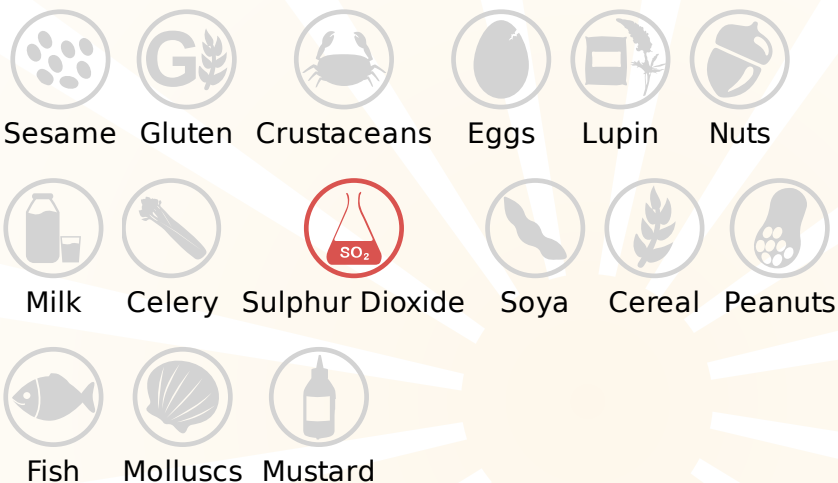 G
Sesame Gluten Crustaceans Eggs Lupin Nuts
SO₂
Milk Celery Sulphur Dioxide Soya Cereal Peanuts
Fish Molluscs Mustard